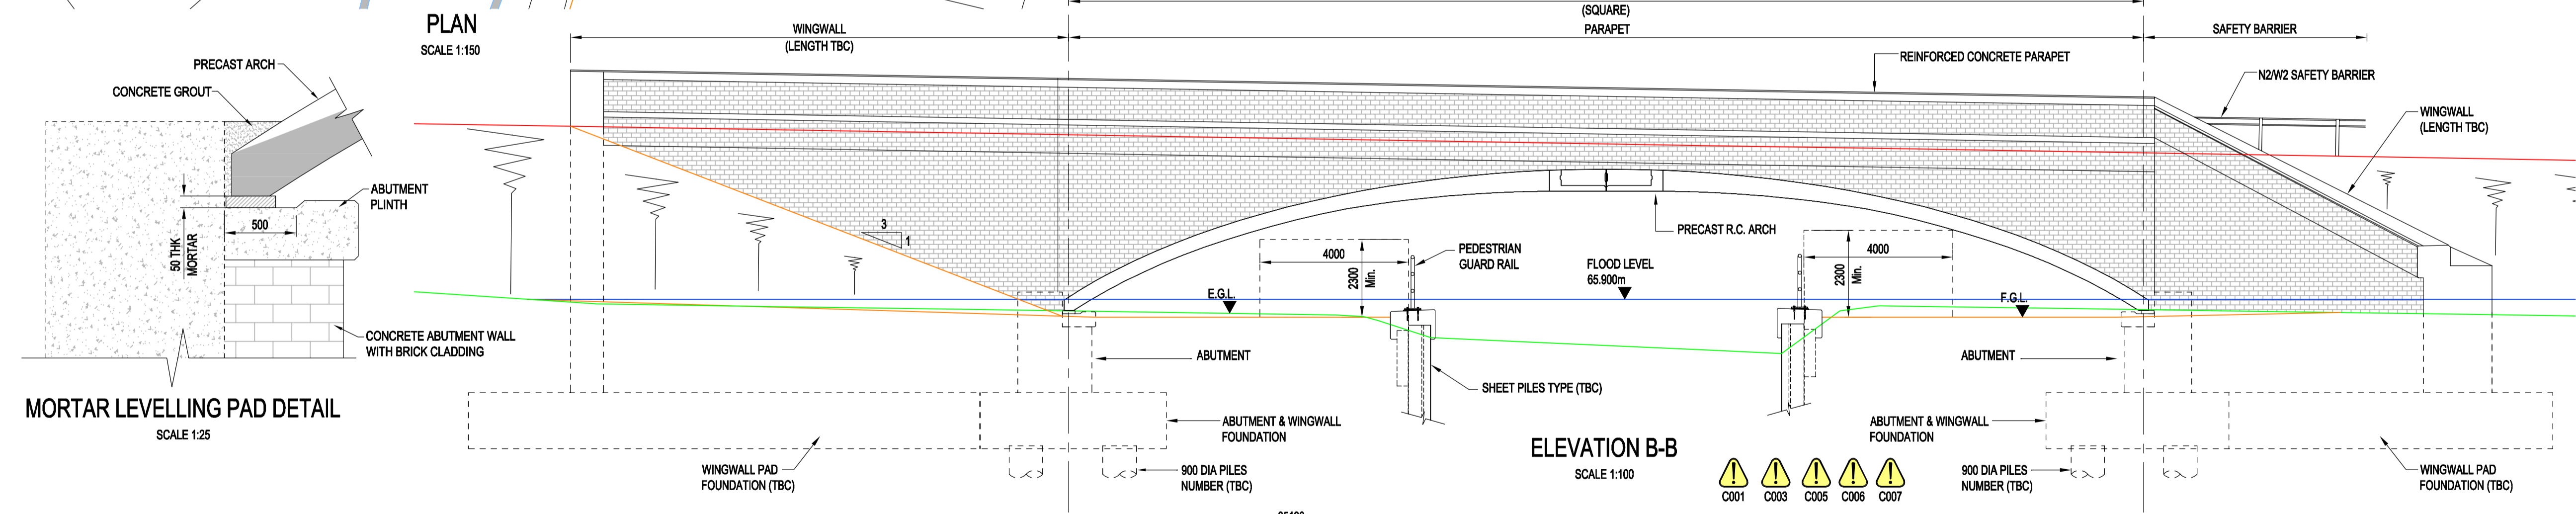 PLAN
SCALE 1:150
(SQUARE)
WINGWALL
(LENGTH TBC)
PARAPET
SAFETY BARRIER
REINFORCED CONCRETE PARAPET
N2/W2 SAFETY BARRIER
WINGWALL
(LENGTH TBC)
PRECAST ARCH
CONCRETE GROUT
ABUTMENT
PLINTH
500
50 THK
MORTAR
CONCRETE ABUTMENT WALL
WITH BRICK CLADDING
MORTAR LEVELLING PAD DETAIL
SCALE 1:25
3
1
PRECAST R.C. ARCH
4000
2300
Min.
PEDESTRIAN
GUARD RAIL
FLOOD LEVEL
65.900m
4000
2300
Min.
E.G.L.
F.G.L.
ABUTMENT
ABUTMENT
SHEET PILES TYPE (TBC)
ABUTMENT & WINGWALL
FOUNDATION
ABUTMENT & WINGWALL
FOUNDATION
WINGWALL PAD
FOUNDATION (TBC)
900 DIA PILES
NUMBER (TBC)
ELEVATION B-B
SCALE 1:100
C001 C003 C005 C006 C007
900 DIA PILES
NUMBER (TBC)
WINGWALL PAD
FOUNDATION (TBC)